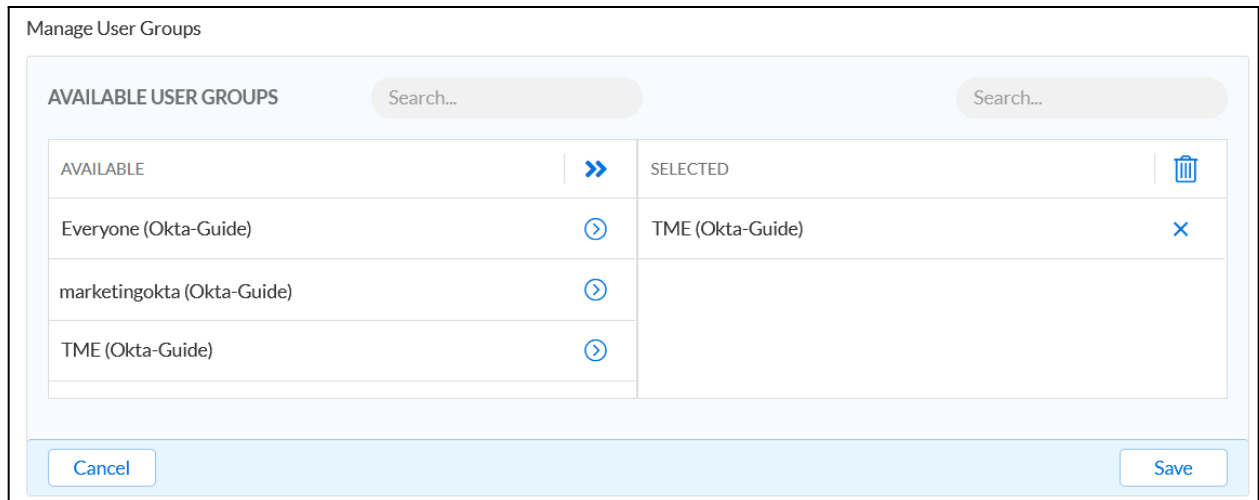 Manage User Groups
AVAILABLE USER GROUPS Search... Search...
AVAILABLE SELECTED
Everyone (Okta-Guide) TME (Okta-Guide)
marketingokta (Okta-Guide)
TME (Okta-Guide)
Cancel Save